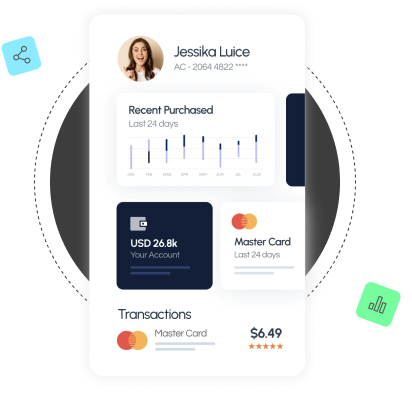 Jessika Luice
AC - 2064 4822 ****
Recent Purchased
Last 24 days
JAN FEB MAR APR MAY JUN JUL AUG
USD 26.8k
Your Account
Master Card
Last 24 days
Transactions
Master Card
$6.49